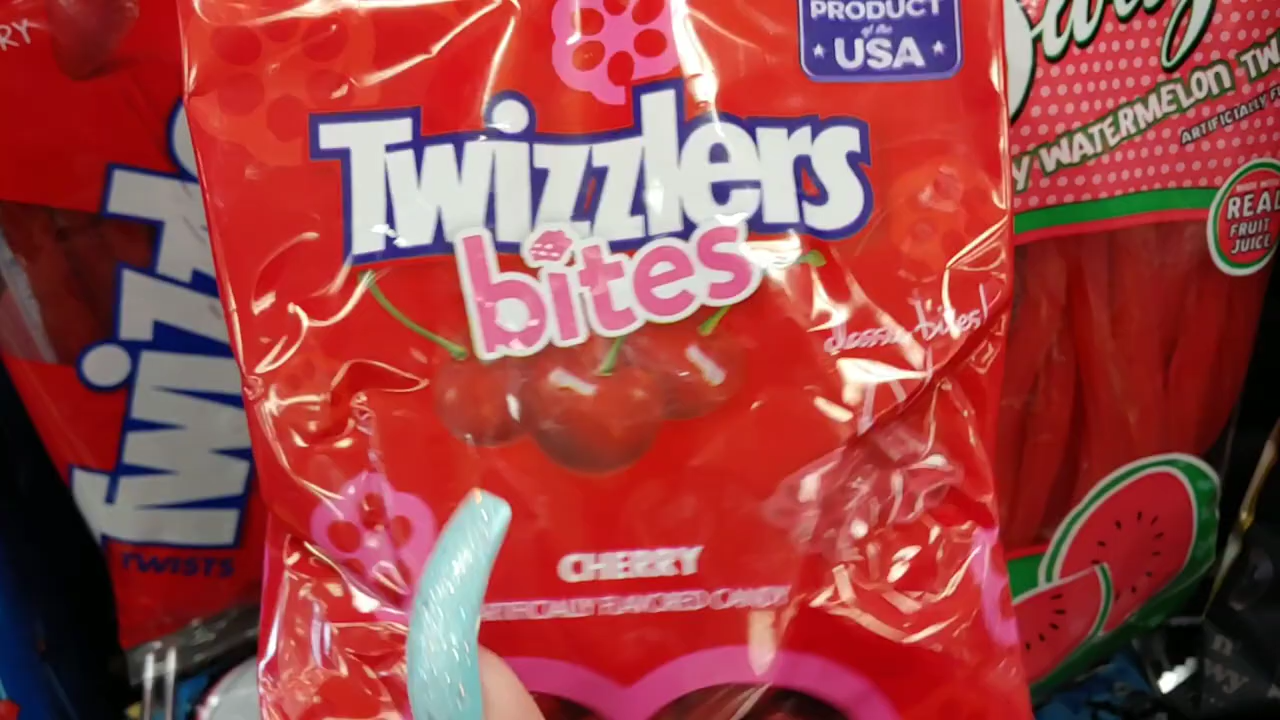 RY
PRODUCT
of the
USA
Twizzlers
bites
classic bites!
CHERRY
ARTIFICIALLY FLAVORED CANDY
TWISTS
WATERMELON TW
ARTIFICIALLY F
REAL
FRUIT
JUICE